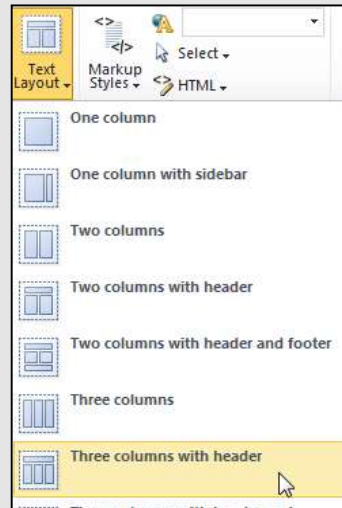 Select
Text
Layout
Markup
Styles
HTML
One column
One column with sidebar
Two columns
Two columns with header
Two columns with header and footer
Three columns
Three columns with header